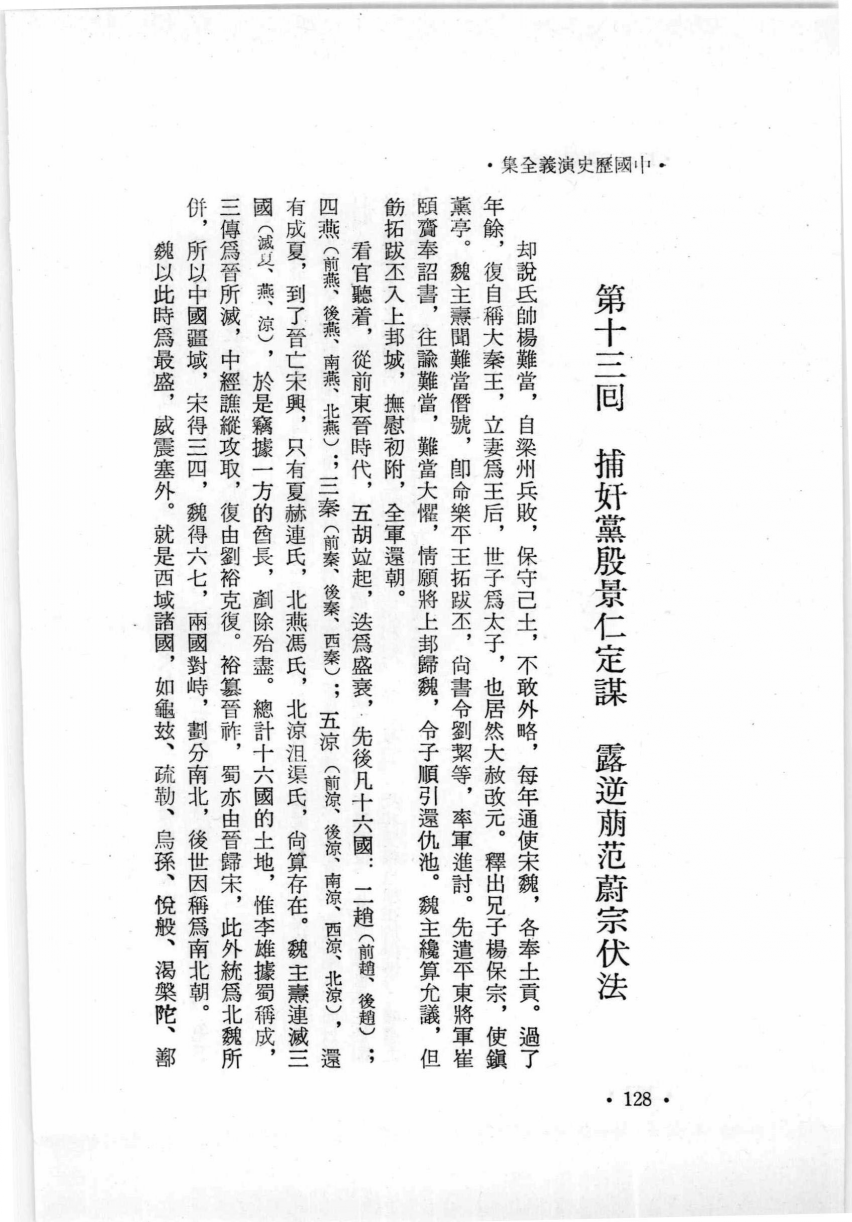 ·中國歷史演義全集·
第十三回 捕奸黨殷景仁定謀 露逆萠范蔚宗伏法
却說氐帥楊難當，自梁州兵敗，保守己土，不敢外略，每年通使宋魏，各奉土貢。過了
年餘，復自稱大秦王，立妻爲王后，世子爲太子，也居然大赦改元。釋出兄子楊保宗，使鎭
薰亭。魏主燾聞難當僭號，卽命樂平王拓跋丕，尙書令劉絜等，率軍進討。先遣平東將軍崔
頤齎奉詔書，往諭難當，難當大懼，情願將上邽歸魏，令子順引還仇池。魏主纔算允議，但
飭拓跋丕入上邽城，撫慰初附，全軍還朝。
看官聽着，從前東晉時代，五胡竝起，迭爲盛衰，先後凡十六國：二趙（前趙、後趙）；
四燕（前燕、後燕、南燕、北燕）；三秦（前秦、後秦、西秦）；五涼（前涼、後涼、南涼、西涼、北涼），還
有成夏，到了晉亡宋興，只有夏赫連氏，北燕馮氏，北涼沮渠氏，尙算存在。魏主燾連滅三
國（滅夏、燕、涼），於是竊據一方的酋長，剷除殆盡。總計十六國的土地，惟李雄據蜀稱成，
三傳爲晉所滅，中經譙縱攻取，復由劉裕克復。裕篡晉祚，蜀亦由晉歸宋，此外統爲北魏所
併，所以中國疆域，宋得三四，魏得六七，兩國對峙，劃分南北，後世因稱爲南北朝。
魏以此時爲最盛，威震塞外。就是西域諸國，如龜玆、疏勒、烏孫、悅般、渴槃陀、鄯
·128·